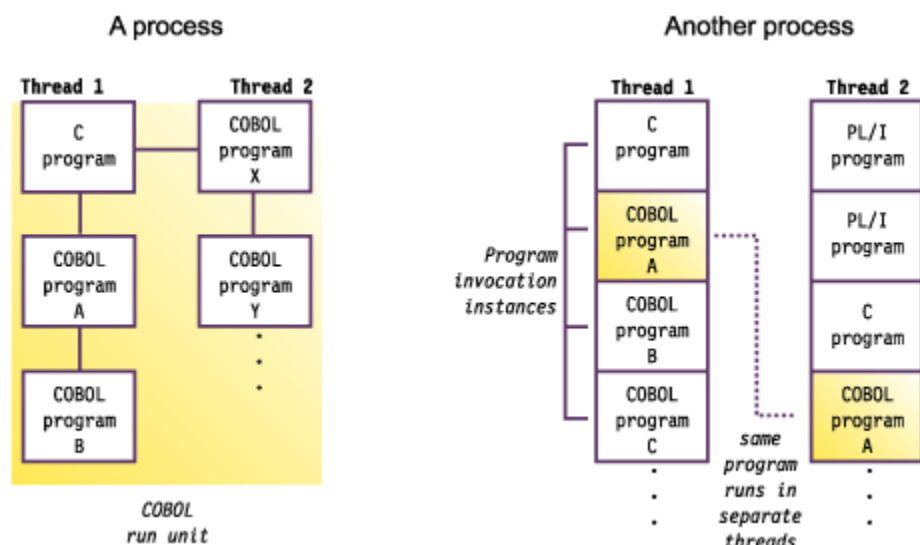 A process
Thread 1
Thread 2
C
program
COBOL
program
X
COBOL
program
A
COBOL
program
Y
.
.
.
COBOL
program
B
COBOL
run unit
Another process
Thread 1
Thread 2
C
program
COBOL
program
A
COBOL
program
B
COBOL
program
C
.
.
.
Program
invocation
instances
PL/I
program
PL/I
program
C
program
COBOL
program
A
.
.
.
same
program
runs in
separate
threads